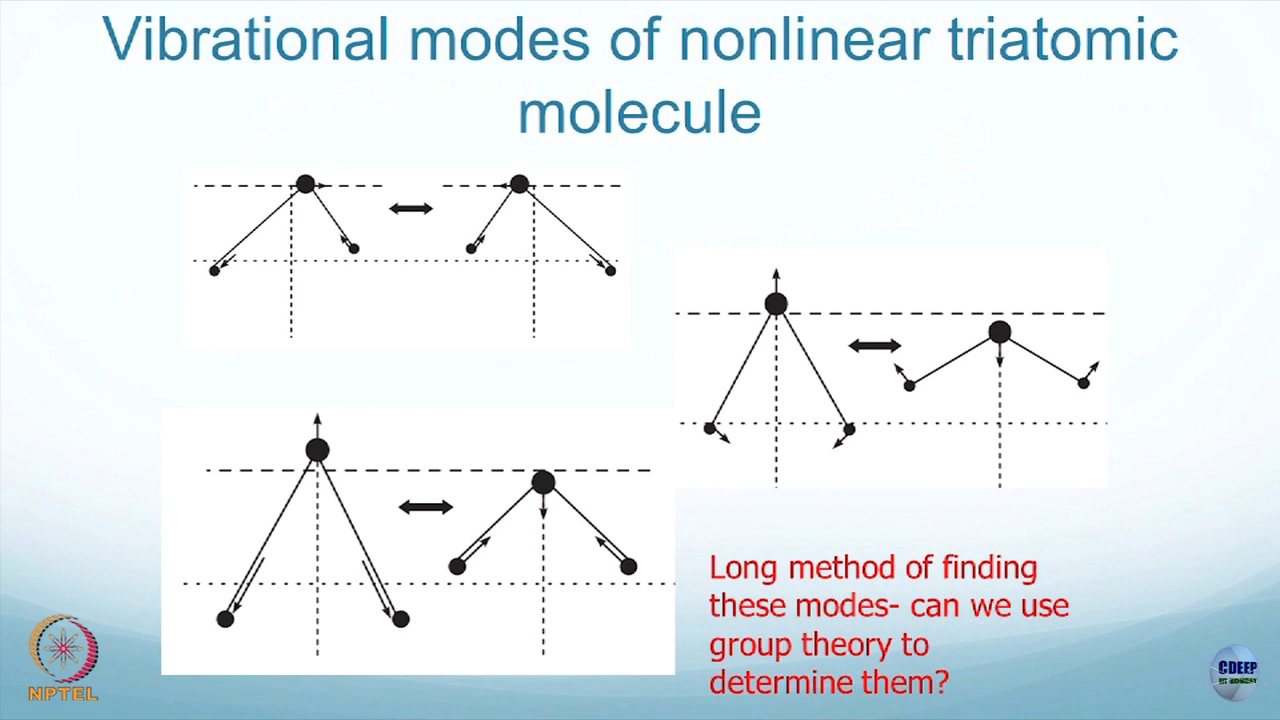 Vibrational modes of nonlinear triatomic
molecule
Long method of finding
these modes- can we use
group theory to
determine them?
NPTEL
CDEEP
IIT BOMBAY